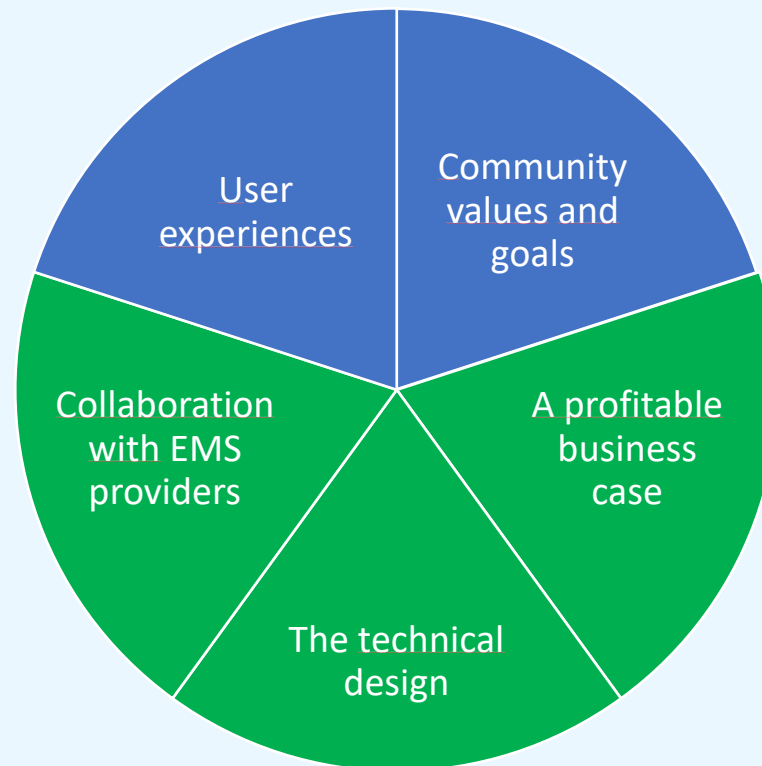 User
experiences
Community
values and
goals
Collaboration
with EMS
providers
A profitable
business
case
The technical
design